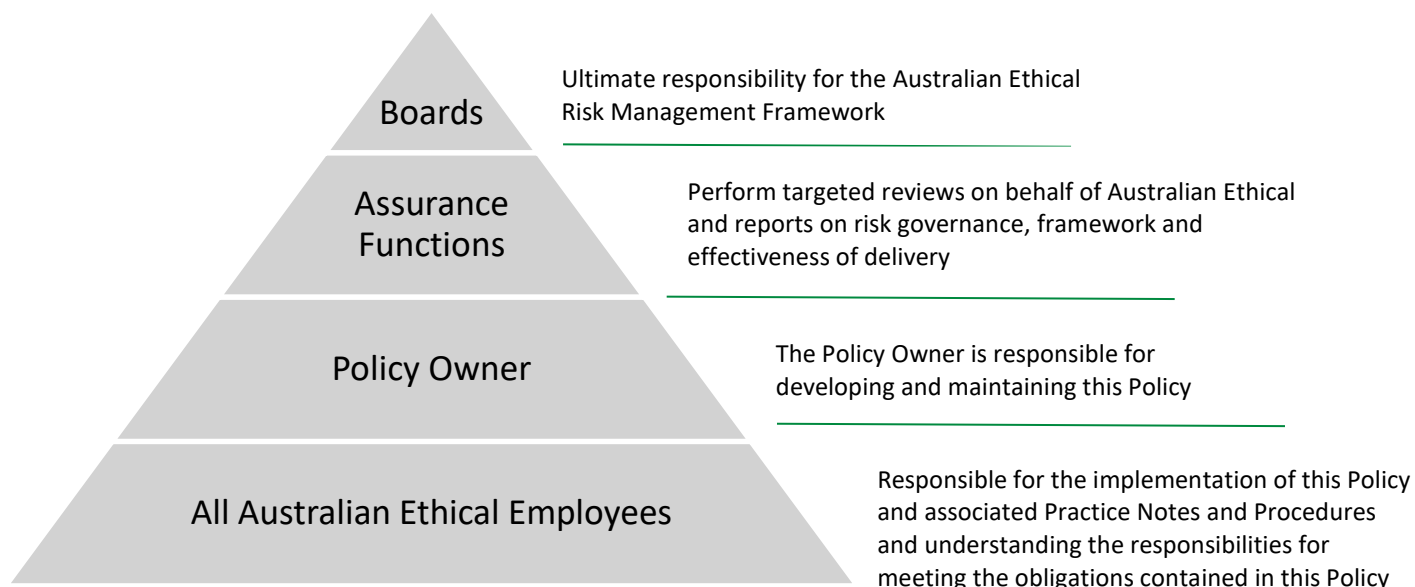 Boards
Ultimate responsibility for the Australian Ethical
Risk Management Framework
Assurance
Functions
Perform targeted reviews on behalf of Australian Ethical
and reports on risk governance, framework and
effectiveness of delivery
Policy Owner
The Policy Owner is responsible for
developing and maintaining this Policy
All Australian Ethical Employees
Responsible for the implementation of this Policy
and associated Practice Notes and Procedures
and understanding the responsibilities for
meeting the obligations contained in this Policy